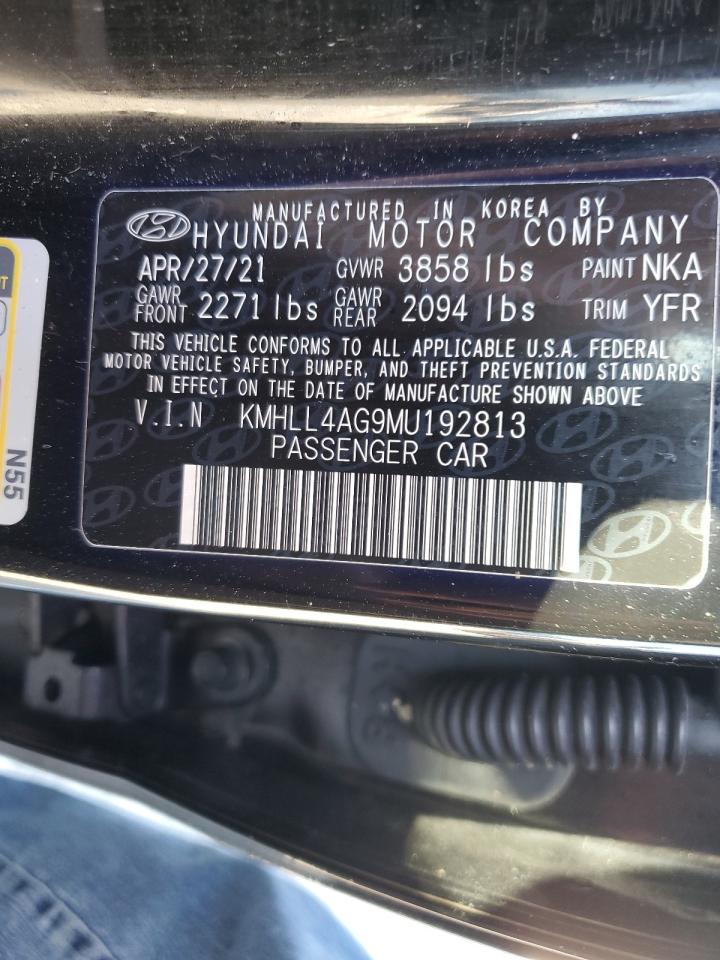 MANUFACTURED IN KOREA BY
HYUNDAI MOTOR COMPANY
APR/27/21 GVWR 3858 lbs PAINT NKA
GAWR FRONT 2271 lbs GAWR REAR 2094 lbs TRIM YFR
THIS VEHICLE CONFORMS TO ALL APPLICABLE U.S.A. FEDERAL
MOTOR VEHICLE SAFETY, BUMPER, AND THEFT PREVENTION STANDARDS
IN EFFECT ON THE DATE OF MANUFACTURE SHOWN ABOVE
V.I.N KMHLL4AG9MU192813
PASSENGER CAR
N55